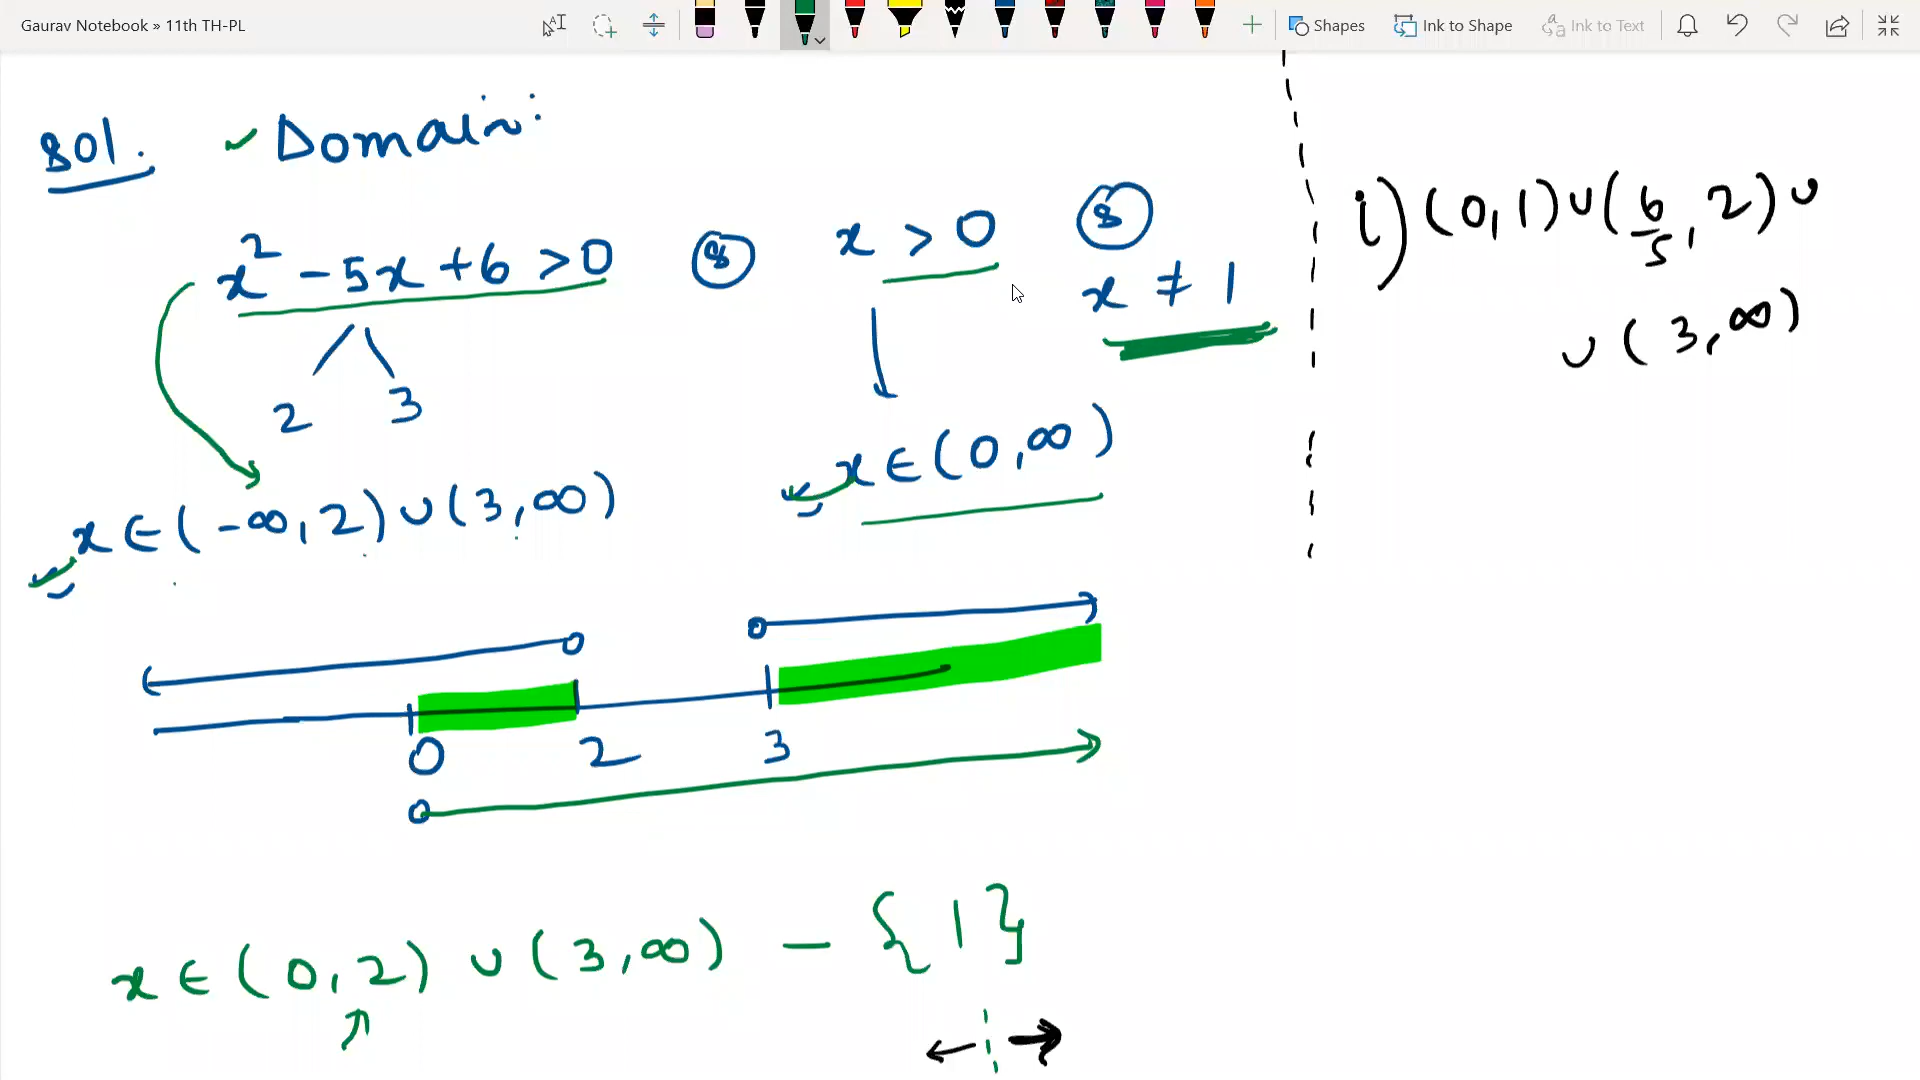 Gaurav Notebook » 11th TH-PL
Shapes
Ink to Shape
Ink to Text
Sol. ✓ Domain:
x² - 5x + 6 > 0 & x > 0 & x ≠ 1
2 3
x ∈ (-∞, 2) ∪ (3, ∞)
x ∈ (0, ∞)
0 2 3
x ∈ (0, 2) ∪ (3, ∞) - {1}
i) (0, 1) ∪ (6/5, 2) ∪
∪ (3, ∞)